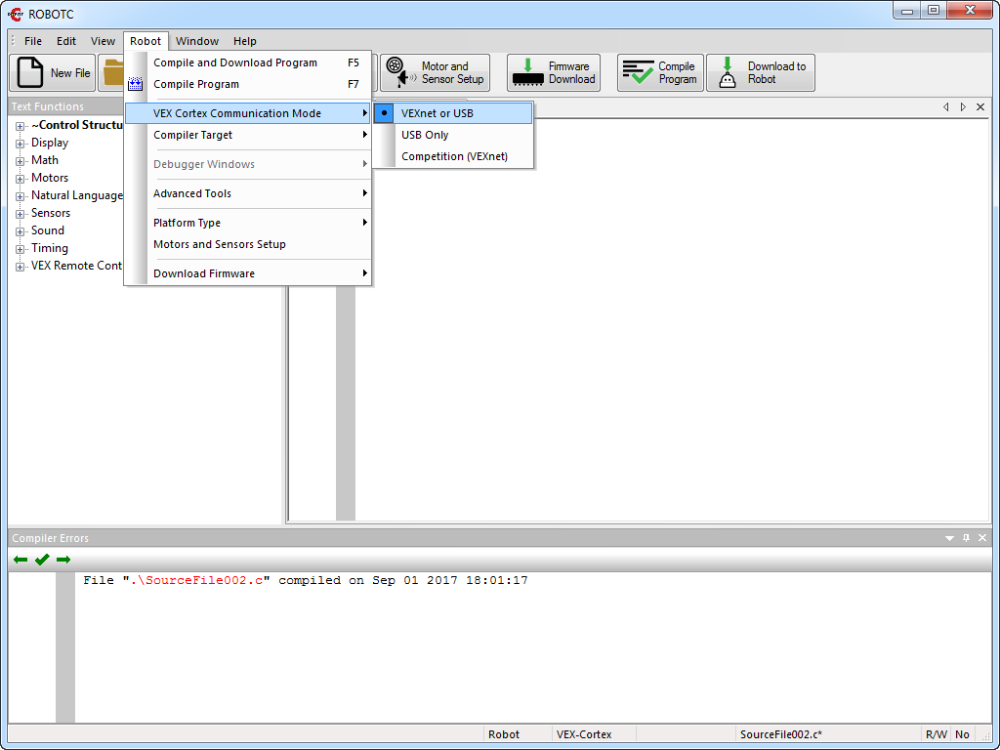 ROBOTC
File Edit View Robot Window Help
New File
Motor and
Sensor Setup
Firmware
Download
Compile
Program
Download to
Robot
Compile and Download Program F5
Compile Program F7
VEX Cortex Communication Mode
Compiler Target
Debugger Windows
Advanced Tools
Platform Type
Motors and Sensors Setup
Download Firmware
VEXnet or USB
USB Only
Competition (VEXnet)
Text Functions
~Control Structu
Display
Math
Motors
Natural Language
Sensors
Sound
Timing
VEX Remote Cont
Compiler Errors
File ".\SourceFile002.c" compiled on Sep 01 2017 18:01:17
Robot VEX-Cortex SourceFile002.c* R/W No